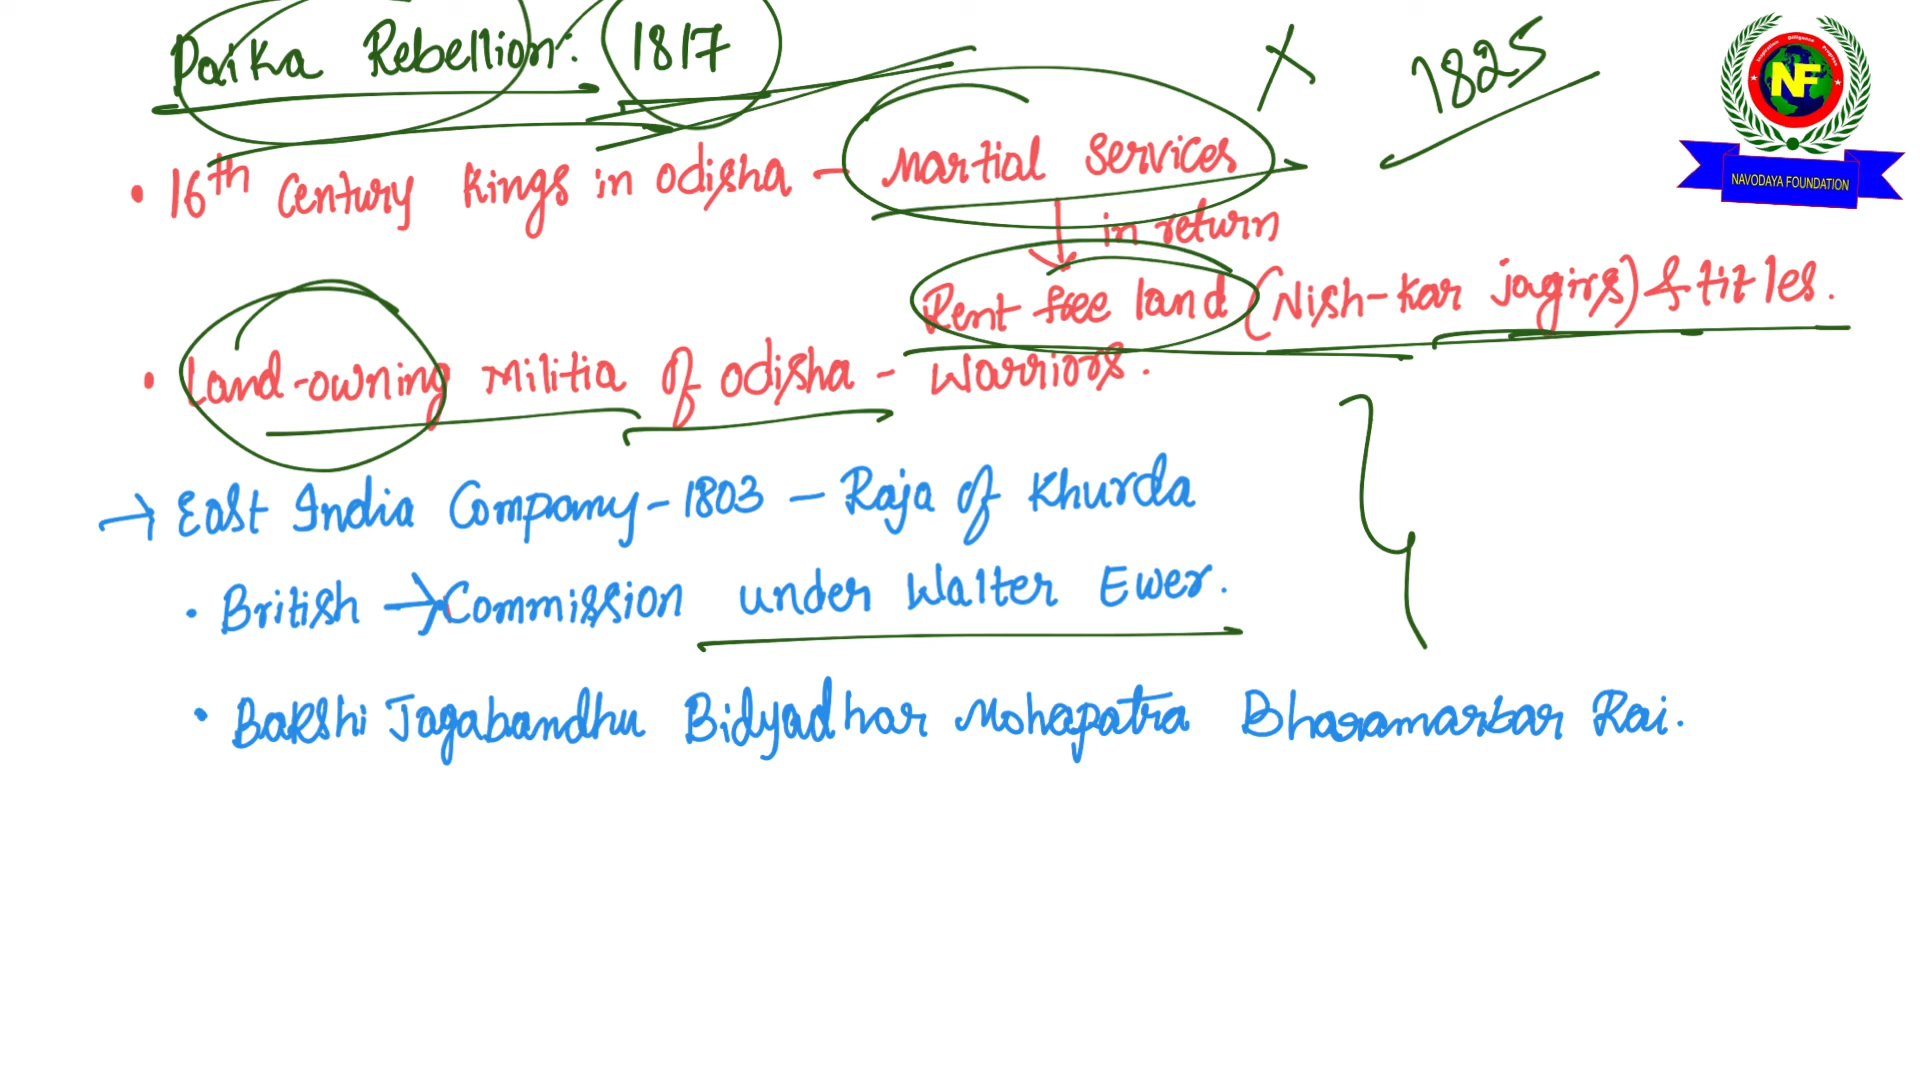 Paika Rebellion: 1817
1825
• 16th Century Kings in odisha - Martial Services
in return
Rent free land (Nish-kar jagirs) & titles.
• Land-owning Militia of odisha - Warriors.
→ East India Company - 1803 - Raja of Khurda
• British → Commission under Walter Ewer.
• Bakshi Jagabandhu Bidyadhar Mohapatra Bharamarbar Rai.
NF
NAVODAYA FOUNDATION